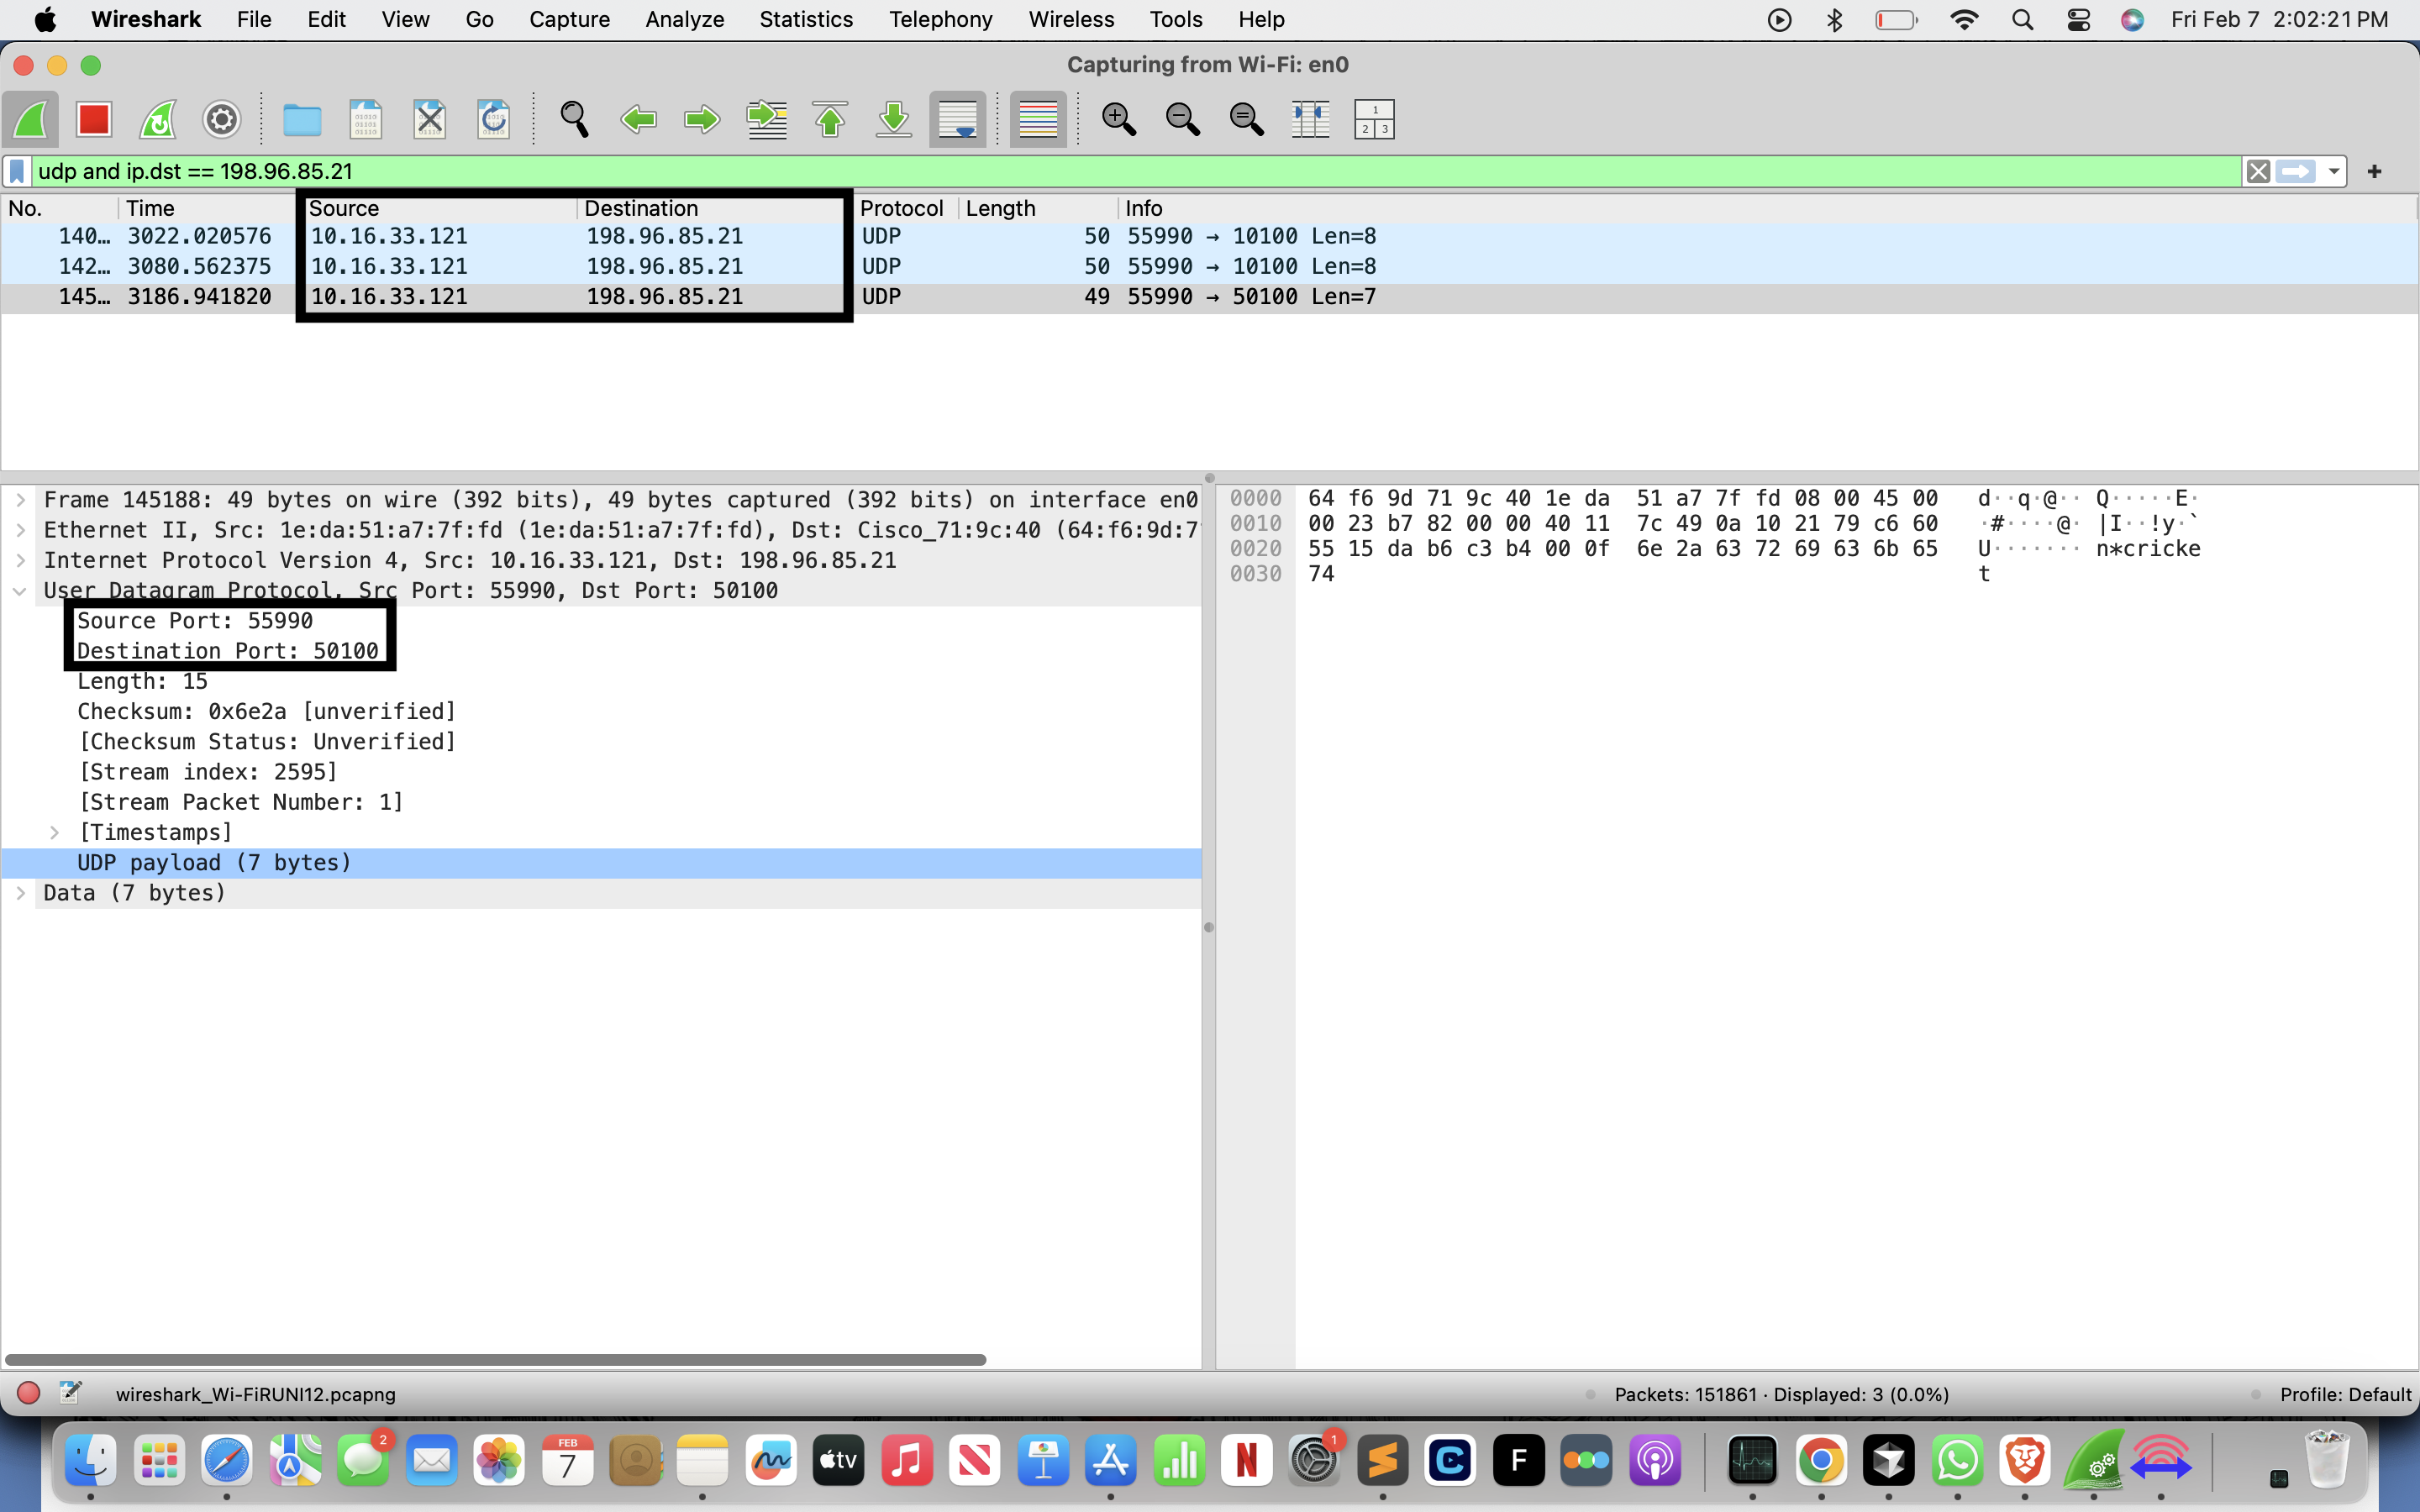 Wireshark File Edit View Go Capture Analyze Statistics Telephony Wireless Tools Help Fri Feb 7 2:02:21 PM
Capturing from Wi-Fi: en0
udp and ip.dst == 198.96.85.21
No. Time Source Destination Protocol Length Info
140… 3022.020576 10.16.33.121 198.96.85.21 UDP 50 55990 → 10100 Len=8
142… 3080.562375 10.16.33.121 198.96.85.21 UDP 50 55990 → 10100 Len=8
145… 3186.941820 10.16.33.121 198.96.85.21 UDP 49 55990 → 50100 Len=7
Frame 145188: 49 bytes on wire (392 bits), 49 bytes captured (392 bits) on interface en0
Ethernet II, Src: 1e:da:51:a7:7f:fd (1e:da:51:a7:7f:fd), Dst: Cisco_71:9c:40 (64:f6:9d:7
Internet Protocol Version 4, Src: 10.16.33.121, Dst: 198.96.85.21
User Datagram Protocol, Src Port: 55990, Dst Port: 50100
Source Port: 55990
Destination Port: 50100
Length: 15
Checksum: 0x6e2a [unverified]
[Checksum Status: Unverified]
[Stream index: 2595]
[Stream Packet Number: 1]
[Timestamps]
UDP payload (7 bytes)
Data (7 bytes)
0000 64 f6 9d 71 9c 40 1e da 51 a7 7f fd 08 00 45 00 d··q·@·· Q·····E·
0010 00 23 b7 82 00 00 40 11 7c 49 0a 10 21 79 c6 60 ·#····@· |I··!y·`
0020 55 15 da b6 c3 b4 00 0f 6e 2a 63 72 69 63 6b 65 U······· n*cricke
0030 74 t
wireshark_Wi-FiRUNI12.pcapng Packets: 151861 · Displayed: 3 (0.0%) Profile: Default
2
FEB
7
tv
1
F